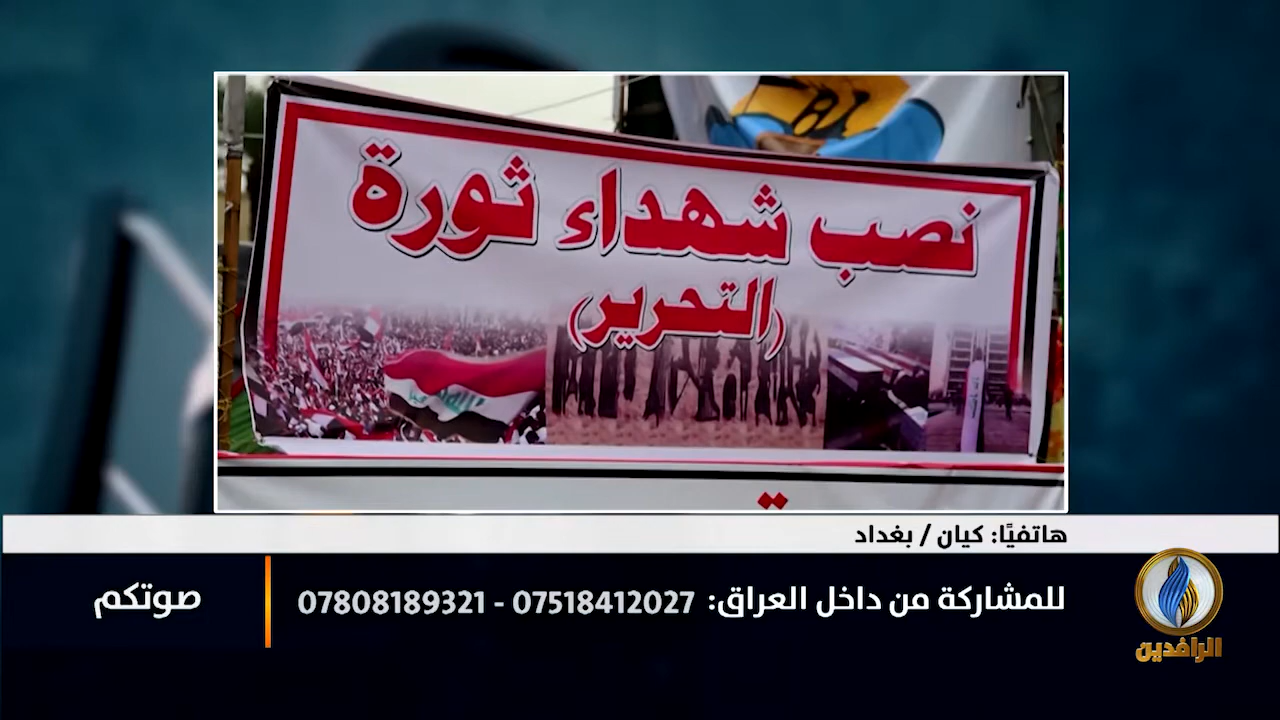 نصب شهداء ثورة
(التحرير)
هاتفيًا: كيان / بغداد
للمشاركة من داخل العراق: 07518412027 - 07808189321
صوتكم
الرافدين